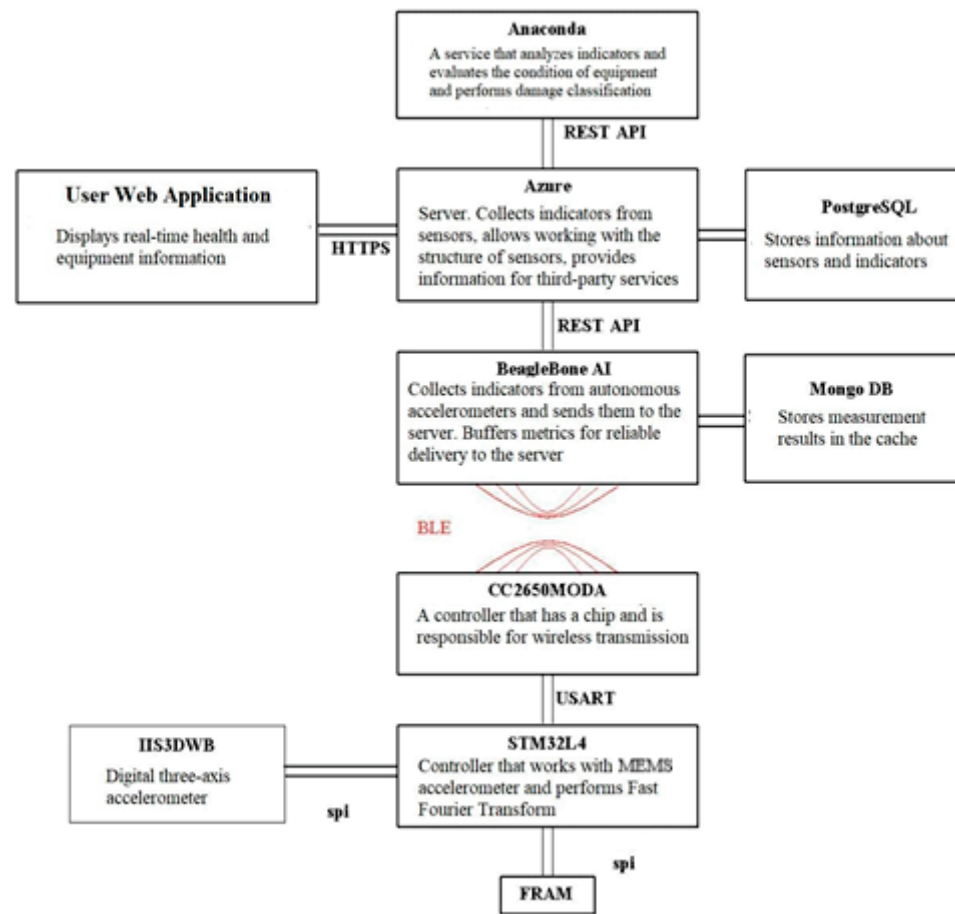 Anaconda
A service that analyzes indicators and
evaluates the condition of equipment
and performs damage classification
REST API
User Web Application
Displays real-time health and
equipment information
HTTPS
Azure
Server. Collects indicators from
sensors, allows working with the
structure of sensors, provides
information for third-party services
PostgreSQL
Stores information about
sensors and indicators
REST API
BeagleBone AI
Collects indicators from autonomous
accelerometers and sends them to the
server. Buffers metrics for reliable
delivery to the server
Mongo DB
Stores measurement
results in the cache
BLE
CC2650MODA
A controller that has a chip and is
responsible for wireless transmission
USART
IIS3DWB
Digital three-axis
accelerometer
spi
STM32L4
Controller that works with MEMS
accelerometer and performs Fast
Fourier Transform
spi
FRAM